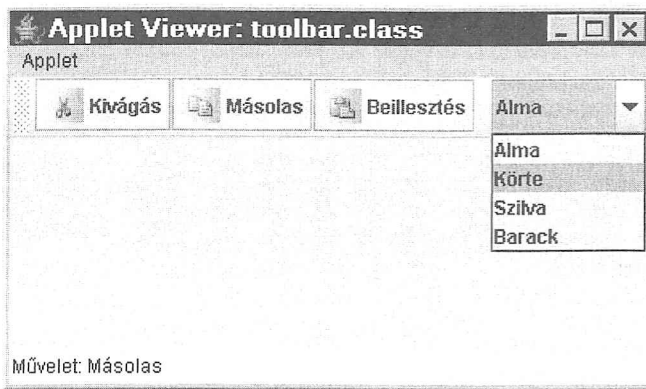 Applet Viewer: toolbar.class
Applet
Kivágás Másolas Beillesztés Alma
Alma
Körte
Szilva
Barack
Művelet: Másolas